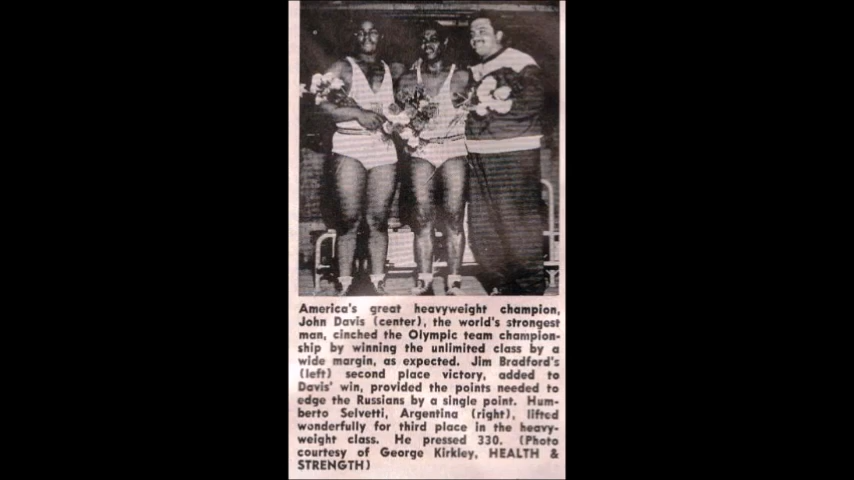 America's great heavyweight champion,
John Davis (center), the world's strongest
man, cinched the Olympic team champion-
ship by winning the unlimited class by a
wide margin, as expected. Jim Bradford's
(left) second place victory, added to
Davis' win, provided the points needed to
edge the Russians by a single point. Hum-
berto Selvetti, Argentina (right), lifted
wonderfully for third place in the heavy-
weight class. He pressed 330. (Photo
courtesy of George Kirkley, HEALTH &
STRENGTH)